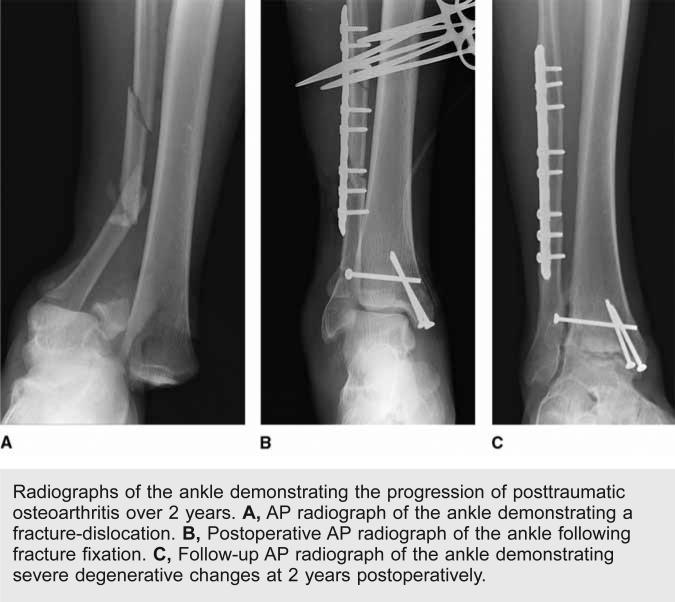 A
B
C
Radiographs of the ankle demonstrating the progression of posttraumatic
osteoarthritis over 2 years. A, AP radiograph of the ankle demonstrating a
fracture-dislocation. B, Postoperative AP radiograph of the ankle following
fracture fixation. C, Follow-up AP radiograph of the ankle demonstrating
severe degenerative changes at 2 years postoperatively.